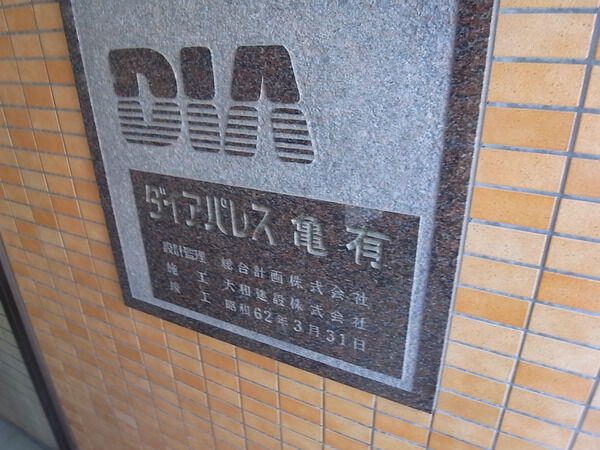 DIA
ダイアパレス亀有
設計監理 総合計画株式会社
施工 大和建設株式会社
竣工 昭和62年3月31日